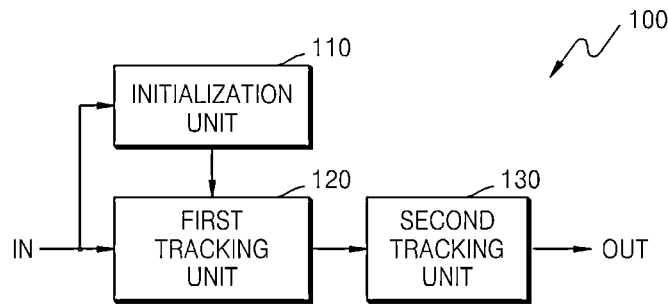 100
110
INITIALIZATION
UNIT
120
130
IN
FIRST
TRACKING
UNIT
SECOND
TRACKING
UNIT
OUT